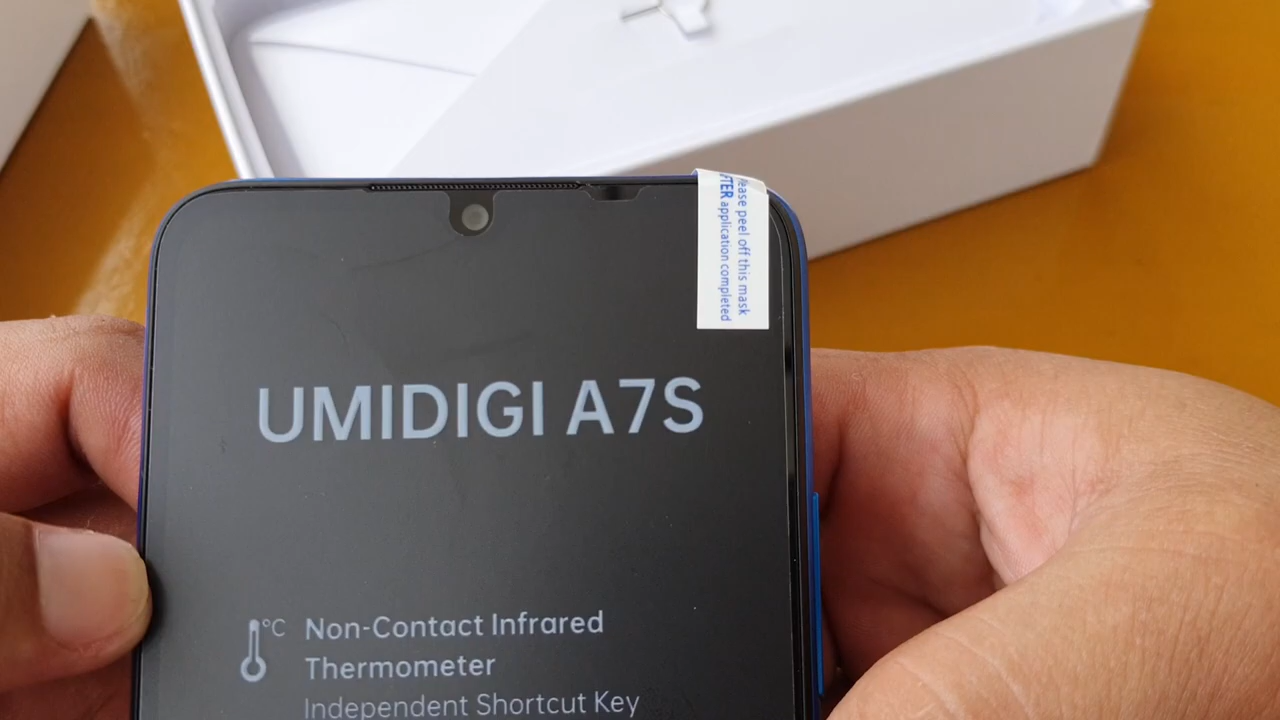 ease peel off this mask
TER application completed
UMIDIGI A7S
°C
Non-Contact Infrared
Thermometer
Independent Shortcut Key